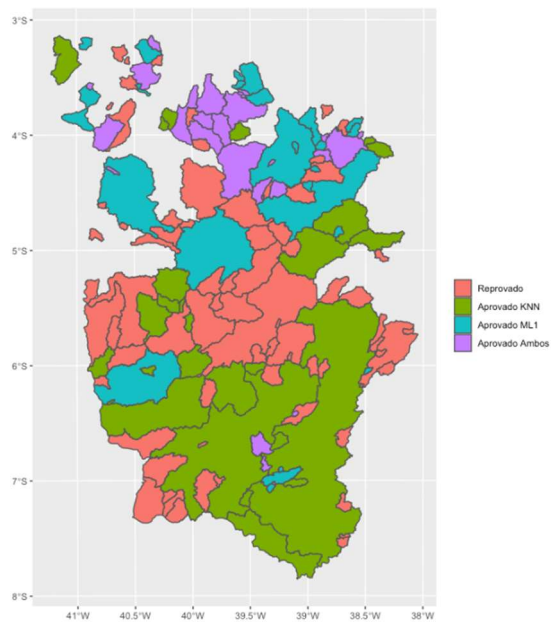 3°S
4°S
5°S
6°S
7°S
8°S
41°W
40.5°W
40°W
39.5°W
39°W
38.5°W
38°W
Reprovado
Aprovado KNN
Aprovado ML1
Aprovado Ambos